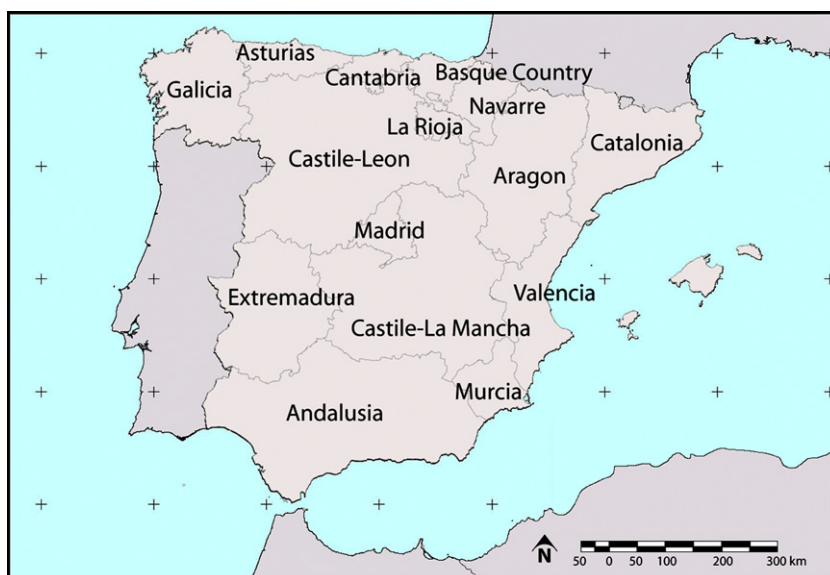 Asturias
Cantabria
Basque Country
Galicia
Navarre
La Rioja
Catalonia
Castile-Leon
Aragon
Madrid
Extremadura
Valencia
Castile-La Mancha
Murcia
Andalusia
N
50 0 50 100 200 300 km